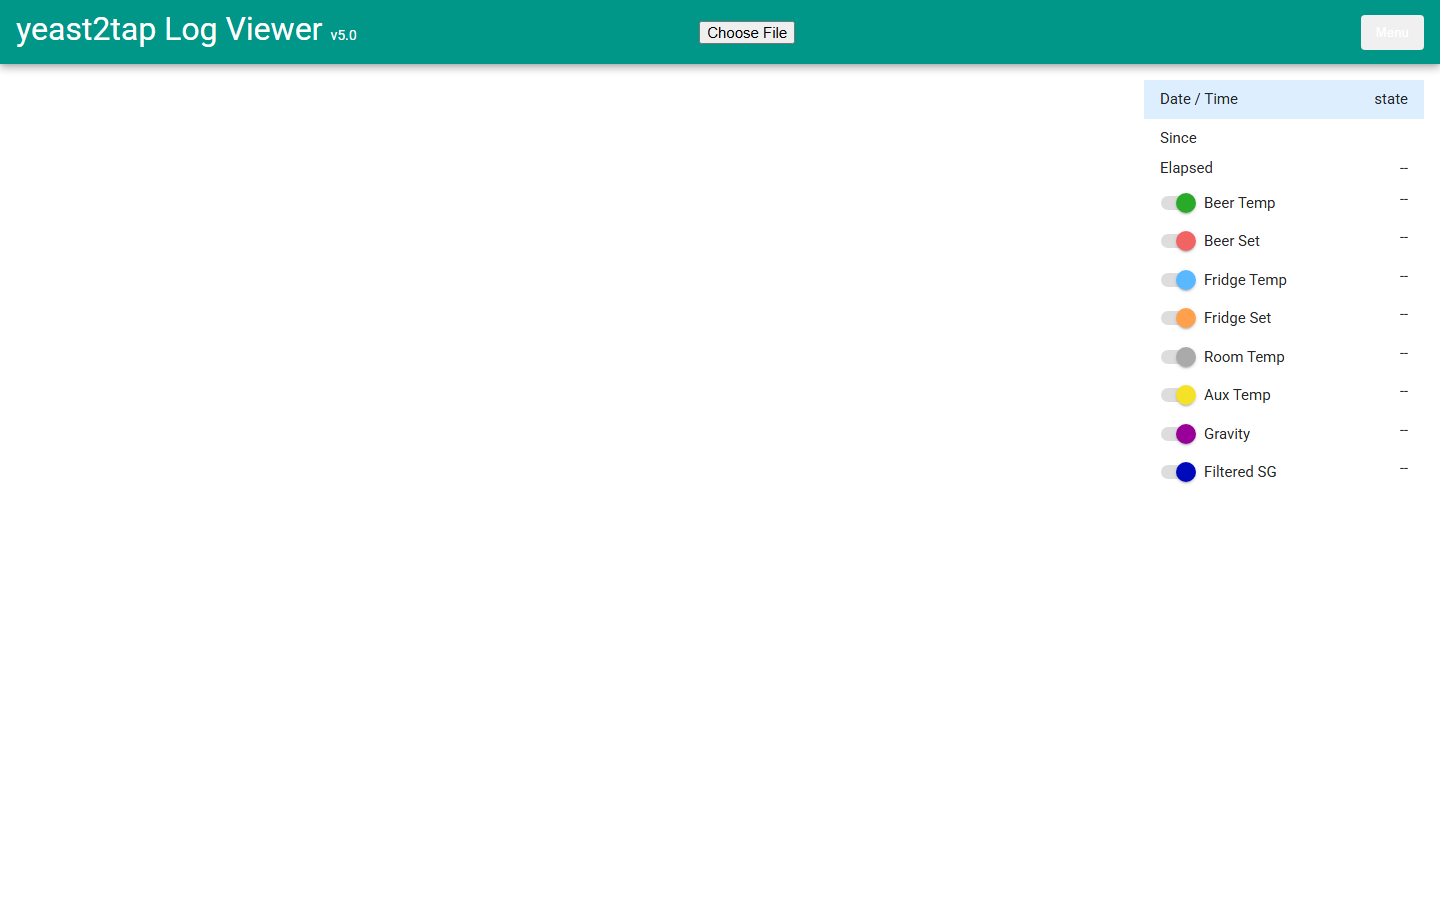 yeast2tap Log Viewer v5.0
Choose File
Menu
Date / Time state
Since
Elapsed --
Beer Temp --
Beer Set --
Fridge Temp --
Fridge Set --
Room Temp --
Aux Temp --
Gravity --
Filtered SG --